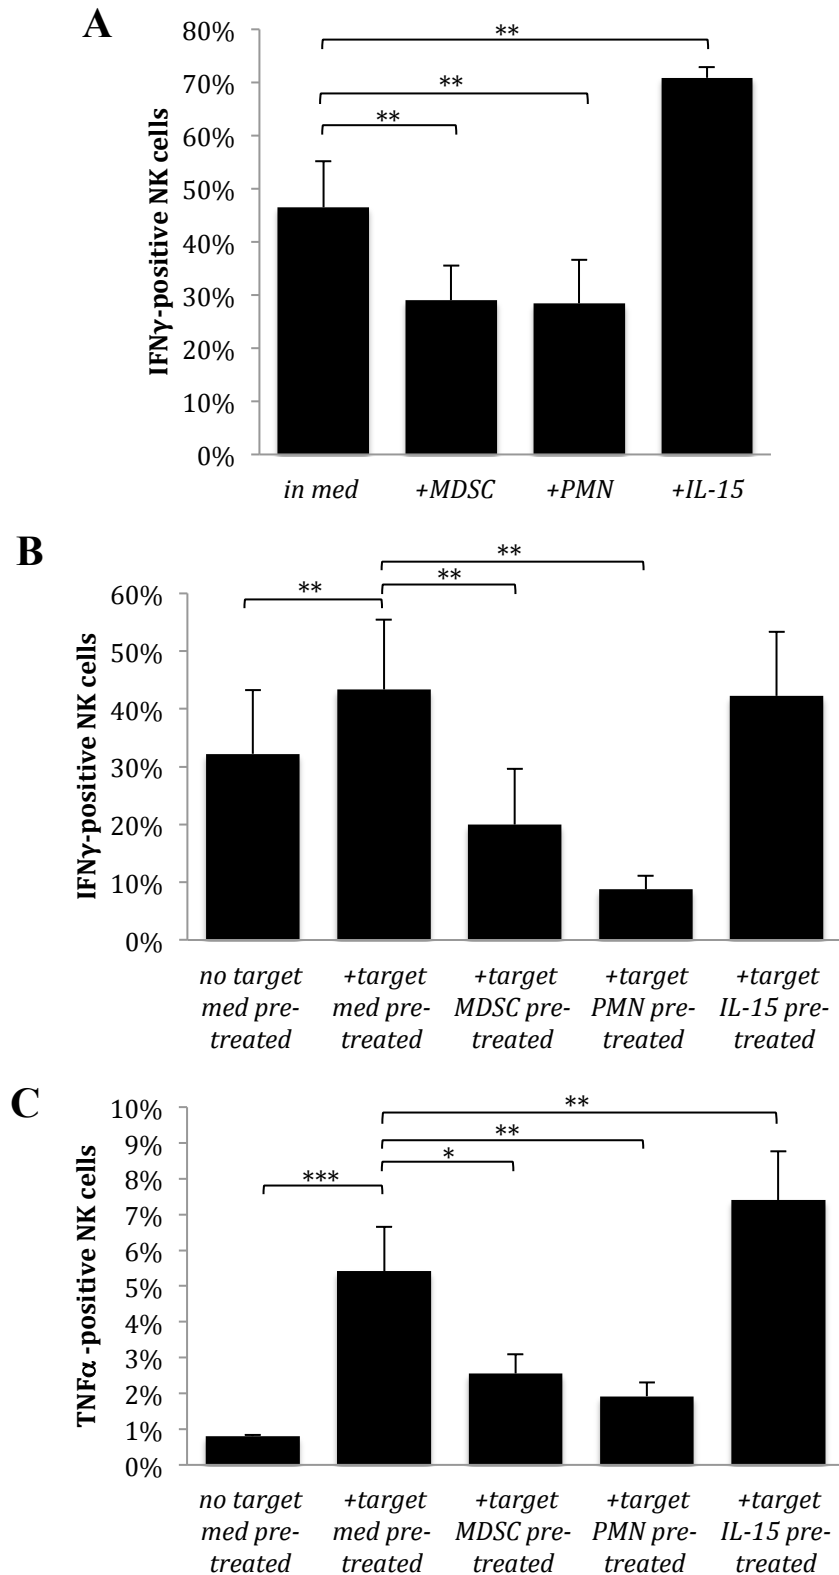 A
IFNγ-positive NK cells
80%
70%
60%
50%
40%
30%
20%
10%
0%
**
**
**
in med +MDSC +PMN +IL-15
B
IFNγ-positive NK cells
60%
50%
40%
30%
20%
10%
0%
**
**
**
no target +target +target +target +target
med pre- med pre- MDSC pre- PMN pre- IL-15 pre-
treated treated treated treated treated
C
TNFα -positive NK cells
10%
9%
8%
7%
6%
5%
4%
3%
2%
1%
0%
**
**
*
***
no target +target +target +target +target
med pre- med pre- MDSC pre- PMN pre- IL-15 pre-
treated treated treated treated treated